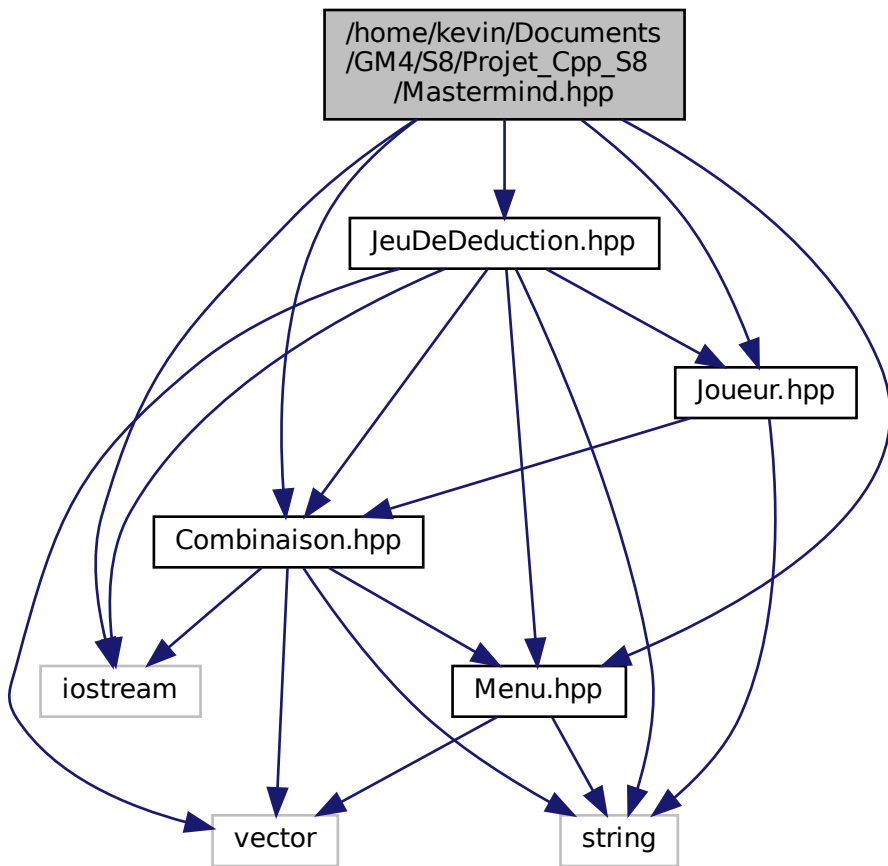 /home/kevin/Documents
/GM4/S8/Projet_Cpp_S8
/Mastermind.hpp
JeuDeDeduction.hpp
Joueur.hpp
Combinaison.hpp
iostream
Menu.hpp
vector
string